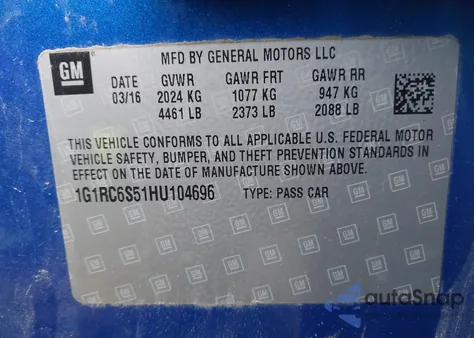 GM
MFD BY GENERAL MOTORS LLC
DATE GVWR GAWR FRT GAWR RR
03/16 2024 KG 1077 KG 947 KG
4461 LB 2373 LB 2088 LB
THIS VEHICLE CONFORMS TO ALL APPLICABLE U.S. FEDERAL MOTOR
VEHICLE SAFETY, BUMPER, AND THEFT PREVENTION STANDARDS IN
EFFECT ON THE DATE OF MANUFACTURE SHOWN ABOVE.
1G1RC6S51HU104696 TYPE: PASS CAR
autoSnap